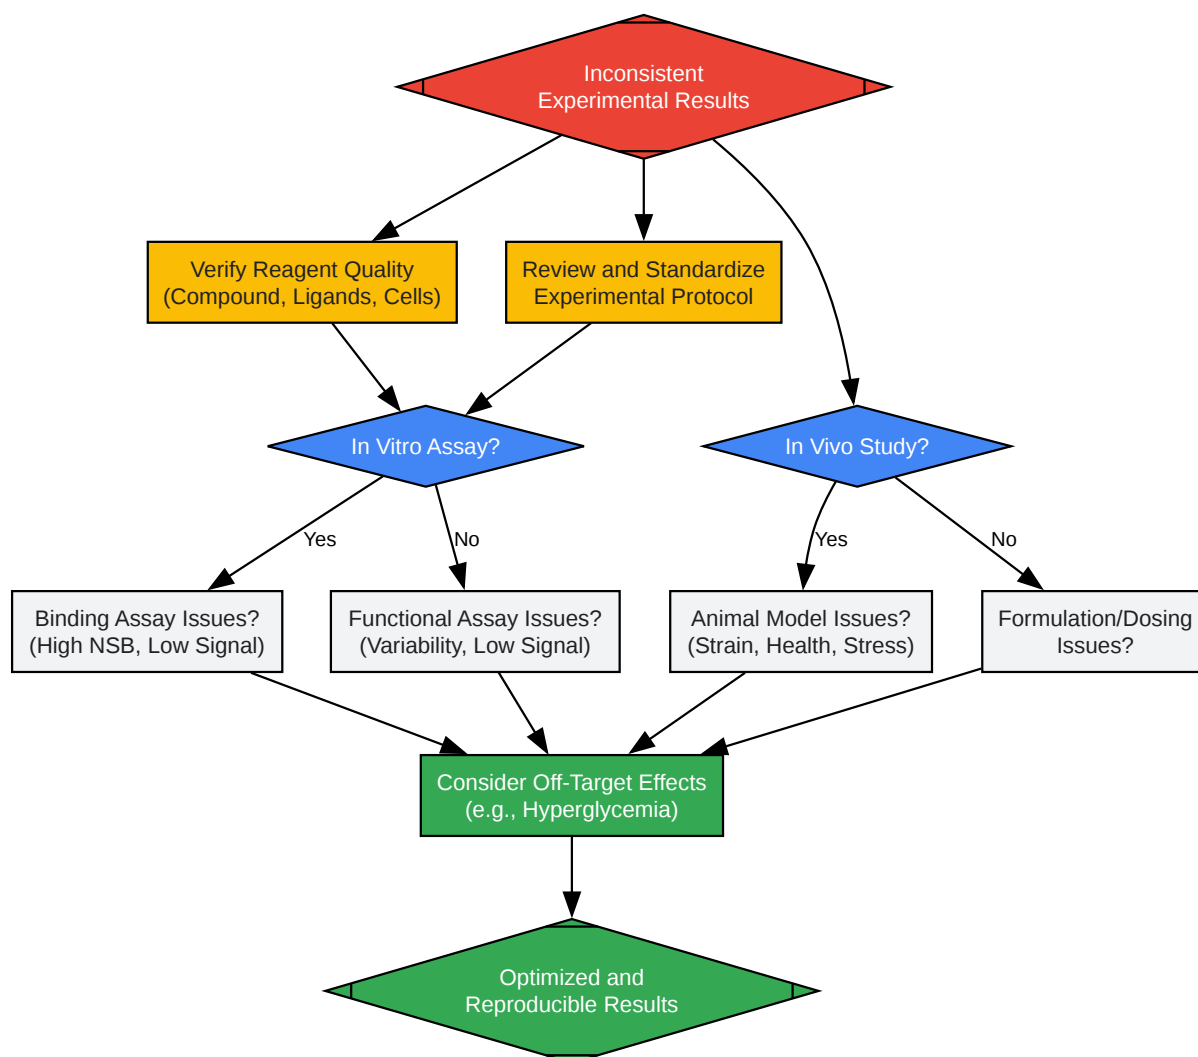 Inconsistent
Experimental Results
Verify Reagent Quality
(Compound, Ligands, Cells)
Review and Standardize
Experimental Protocol
In Vitro Assay?
In Vivo Study?
Yes
No
Yes
No
Binding Assay Issues?
(High NSB, Low Signal)
Functional Assay Issues?
(Variability, Low Signal)
Animal Model Issues?
(Strain, Health, Stress)
Formulation/Dosing
Issues?
Consider Off-Target Effects
(e.g., Hyperglycemia)
Optimized and
Reproducible Results